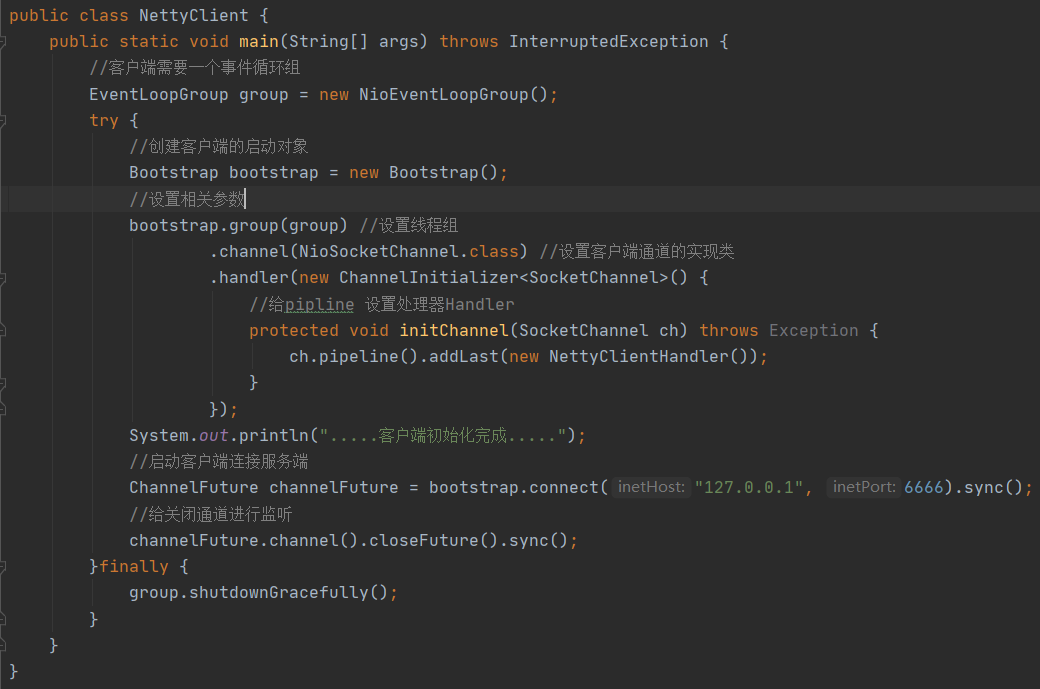 public class NettyClient {
    public static void main(String[] args) throws InterruptedException {
        //客户端需要一个事件循环组
        EventLoopGroup group = new NioEventLoopGroup();
        try {
            //创建客户端的启动对象
            Bootstrap bootstrap = new Bootstrap();
            //设置相关参数
            bootstrap.group(group) //设置线程组
                    .channel(NioSocketChannel.class) //设置客户端通道的实现类
                    .handler(new ChannelInitializer<SocketChannel>() {
                        //给pipline 设置处理器Handler
                        protected void initChannel(SocketChannel ch) throws Exception {
                            ch.pipeline().addLast(new NettyClientHandler());
                        }
                    });
            System.out.println(".....客户端初始化完成.....");
            //启动客户端连接服务端
            ChannelFuture channelFuture = bootstrap.connect( inetHost: "127.0.0.1", inetPort: 6666).sync();
            //给关闭通道进行监听
            channelFuture.channel().closeFuture().sync();
        }finally {
            group.shutdownGracefully();
        }
    }
}